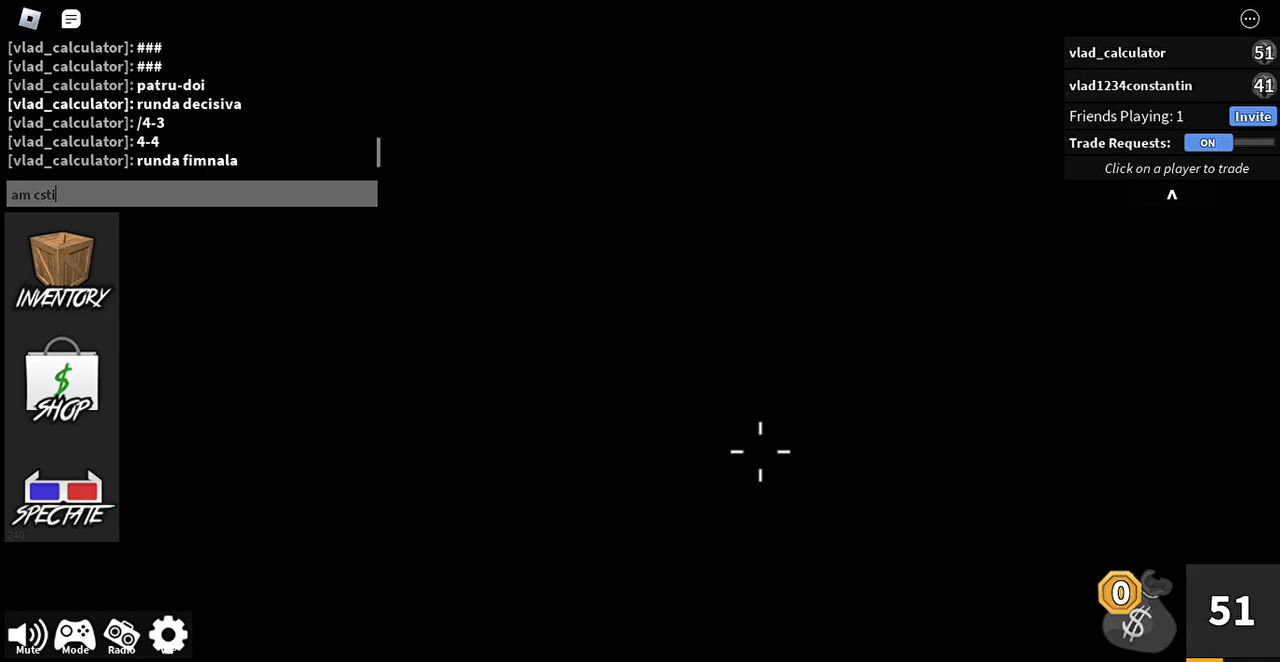 [vlad_calculator]: ###
[vlad_calculator]: ###
[vlad_calculator]: patru-doi
[vlad_calculator]: runda decisiva
[vlad_calculator]: /4-3
[vlad_calculator]: 4-4
[vlad_calculator]: runda fimnala
am csti
INVENTORY
$
SHOP
SPECTATE
240
Mute
Mode
Radio
vlad_calculator 51
vlad1234constantin 41
Friends Playing: 1 Invite
Trade Requests: ON
Click on a player to trade
^
0
$
51